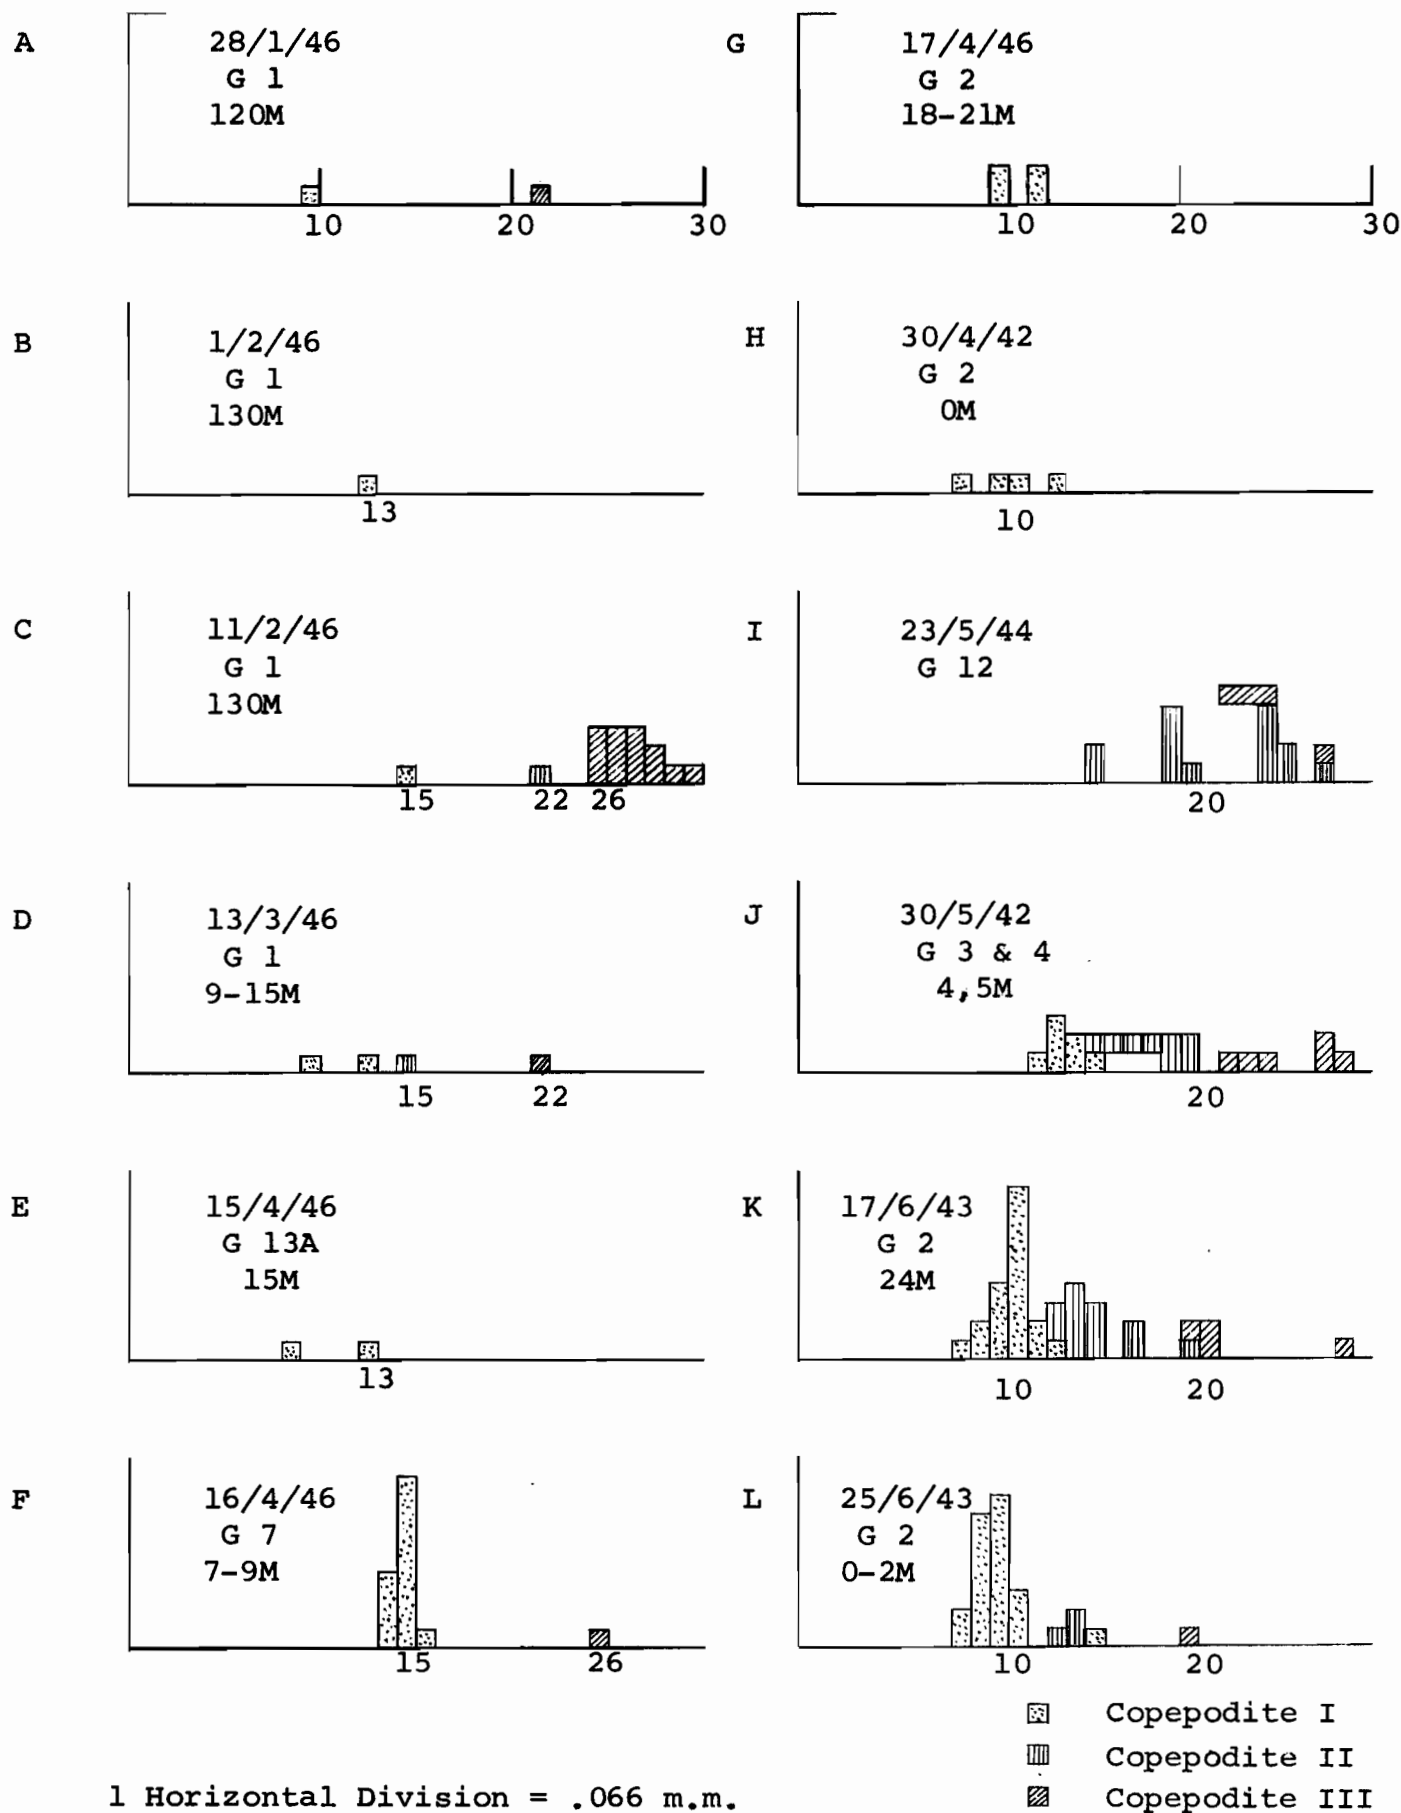 A
28/1/46
G 1
120M
10 20 30
B
1/2/46
G 1
130M
13
C
11/2/46
G 1
130M
15 22 26
D
13/3/46
G 1
9-15M
15 22
E
15/4/46
G 13A
15M
13
F
16/4/46
G 7
7-9M
15 26
G
17/4/46
G 2
18-21M
10 20 30
H
30/4/42
G 2
0M
10
I
23/5/44
G 12
20
J
30/5/42
G 3 & 4
4,5M
20
K
17/6/43
G 2
24M
10 20
L
25/6/43
G 2
0-2M
10 20
Copepodite I
Copepodite II
Copepodite III
1 Horizontal Division = .066 m.m.